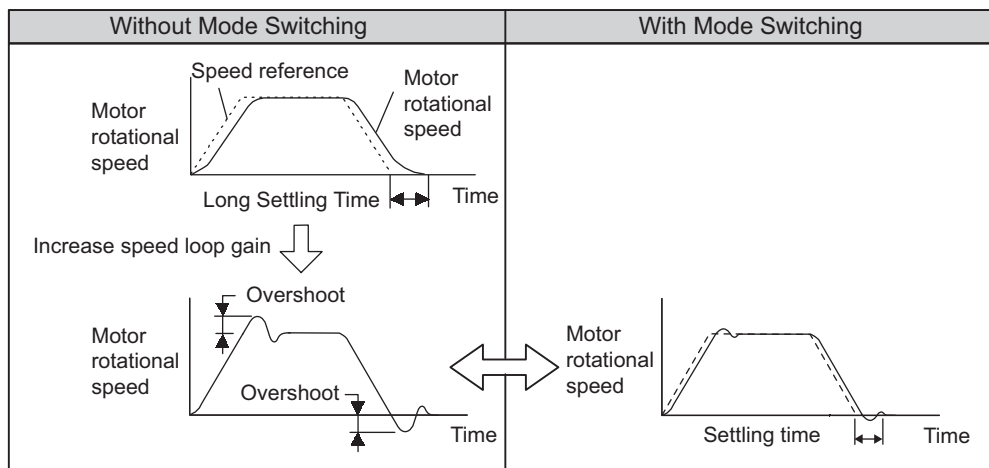 Without Mode Switching
With Mode Switching
Speed reference
Motor
rotational
speed
Motor
rotational
speed
Long Settling Time
Time
Increase speed loop gain
Overshoot
Motor
rotational
speed
Overshoot
Time
Motor
rotational
speed
Settling time
Time